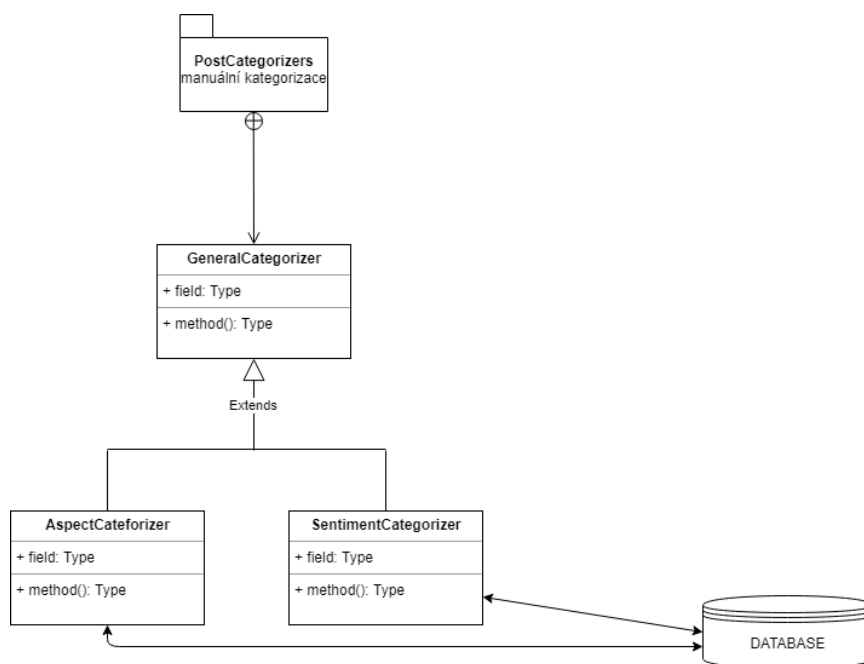 PostCategorizers
manuální kategorizace
GeneralCategorizer
+ field: Type
+ method(): Type
Extends
AspectCateforizer
+ field: Type
+ method(): Type
SentimentCategorizer
+ field: Type
+ method(): Type
DATABASE